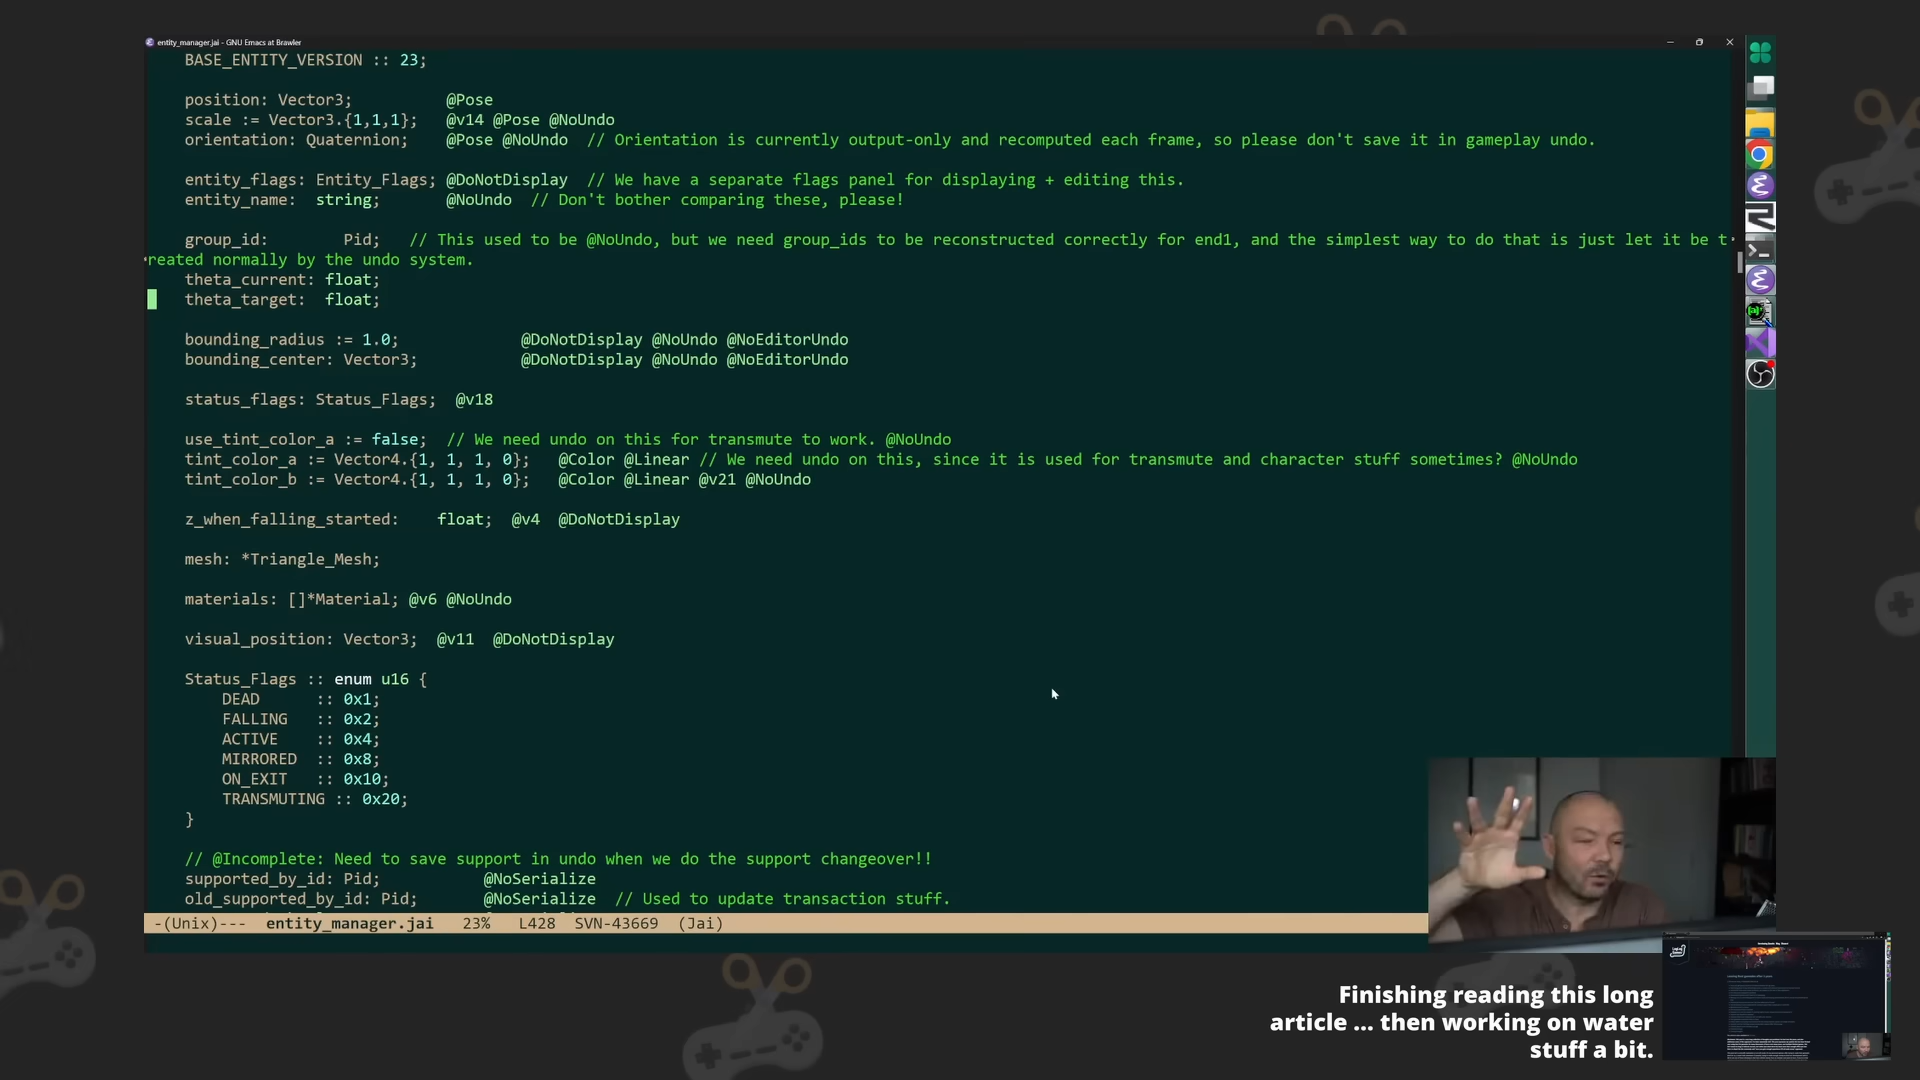 entity_manager.jai - GNU Emacs at Brawler
BASE_ENTITY_VERSION :: 23;
position: Vector3; @Pose
scale := Vector3.{1,1,1}; @v14 @Pose @NoUndo
orientation: Quaternion; @Pose @NoUndo // Orientation is currently output-only and recomputed each frame, so please don't save it in gameplay undo.
entity_flags: Entity_Flags; @DoNotDisplay // We have a separate flags panel for displaying + editing this.
entity_name: string; @NoUndo // Don't bother comparing these, please!
group_id: Pid; // This used to be @NoUndo, but we need group_ids to be reconstructed correctly for end1, and the simplest way to do that is just let it be t
reated normally by the undo system.
theta_current: float;
theta_target: float;
bounding_radius := 1.0; @DoNotDisplay @NoUndo @NoEditorUndo
bounding_center: Vector3; @DoNotDisplay @NoUndo @NoEditorUndo
status_flags: Status_Flags; @v18
use_tint_color_a := false; // We need undo on this for transmute to work. @NoUndo
tint_color_a := Vector4.{1, 1, 1, 0}; @Color @Linear // We need undo on this, since it is used for transmute and character stuff sometimes? @NoUndo
tint_color_b := Vector4.{1, 1, 1, 0}; @Color @Linear @v21 @NoUndo
z_when_falling_started: float; @v4 @DoNotDisplay
mesh: *Triangle_Mesh;
materials: []*Material; @v6 @NoUndo
visual_position: Vector3; @v11 @DoNotDisplay
Status_Flags :: enum u16 {
DEAD :: 0x1;
FALLING :: 0x2;
ACTIVE :: 0x4;
MIRRORED :: 0x8;
ON_EXIT :: 0x10;
TRANSMUTING :: 0x20;
}
// @Incomplete: Need to save support in undo when we do the support changeover!!
supported_by_id: Pid; @NoSerialize
old_supported_by_id: Pid; @NoSerialize // Used to update transaction stuff.
-(Unix)--- entity_manager.jai 23% L428 SVN-43669 (Jai)
Finishing reading this long
article ... then working on water
stuff a bit.